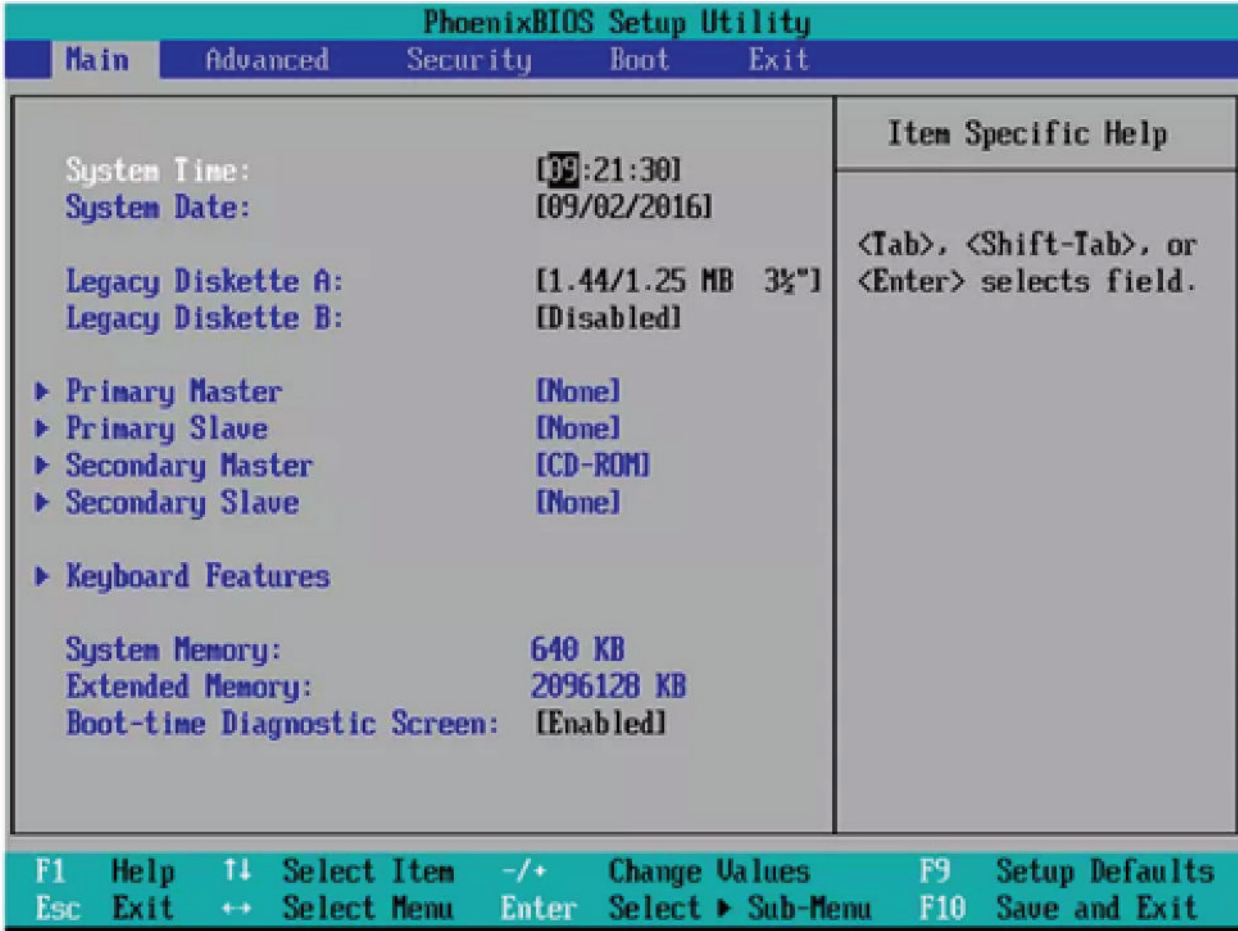 PhoenixBIOS Setup Utility
Main Advanced Security Boot Exit
Item Specific Help
System Time: [09:21:30]
System Date: [09/02/2016]
<Tab>, <Shift-Tab>, or
<Enter> selects field.
Legacy Diskette A: [1.44/1.25 MB 3½"]
Legacy Diskette B: [Disabled]
▶ Primary Master [None]
▶ Primary Slave [None]
▶ Secondary Master [CD-ROM]
▶ Secondary Slave [None]
▶ Keyboard Features
System Memory: 640 KB
Extended Memory: 2096128 KB
Boot-time Diagnostic Screen: [Enabled]
F1 Help ↑↓ Select Item -/+ Change Values F9 Setup Defaults
Esc Exit ↔ Select Menu Enter Select ▶ Sub-Menu F10 Save and Exit